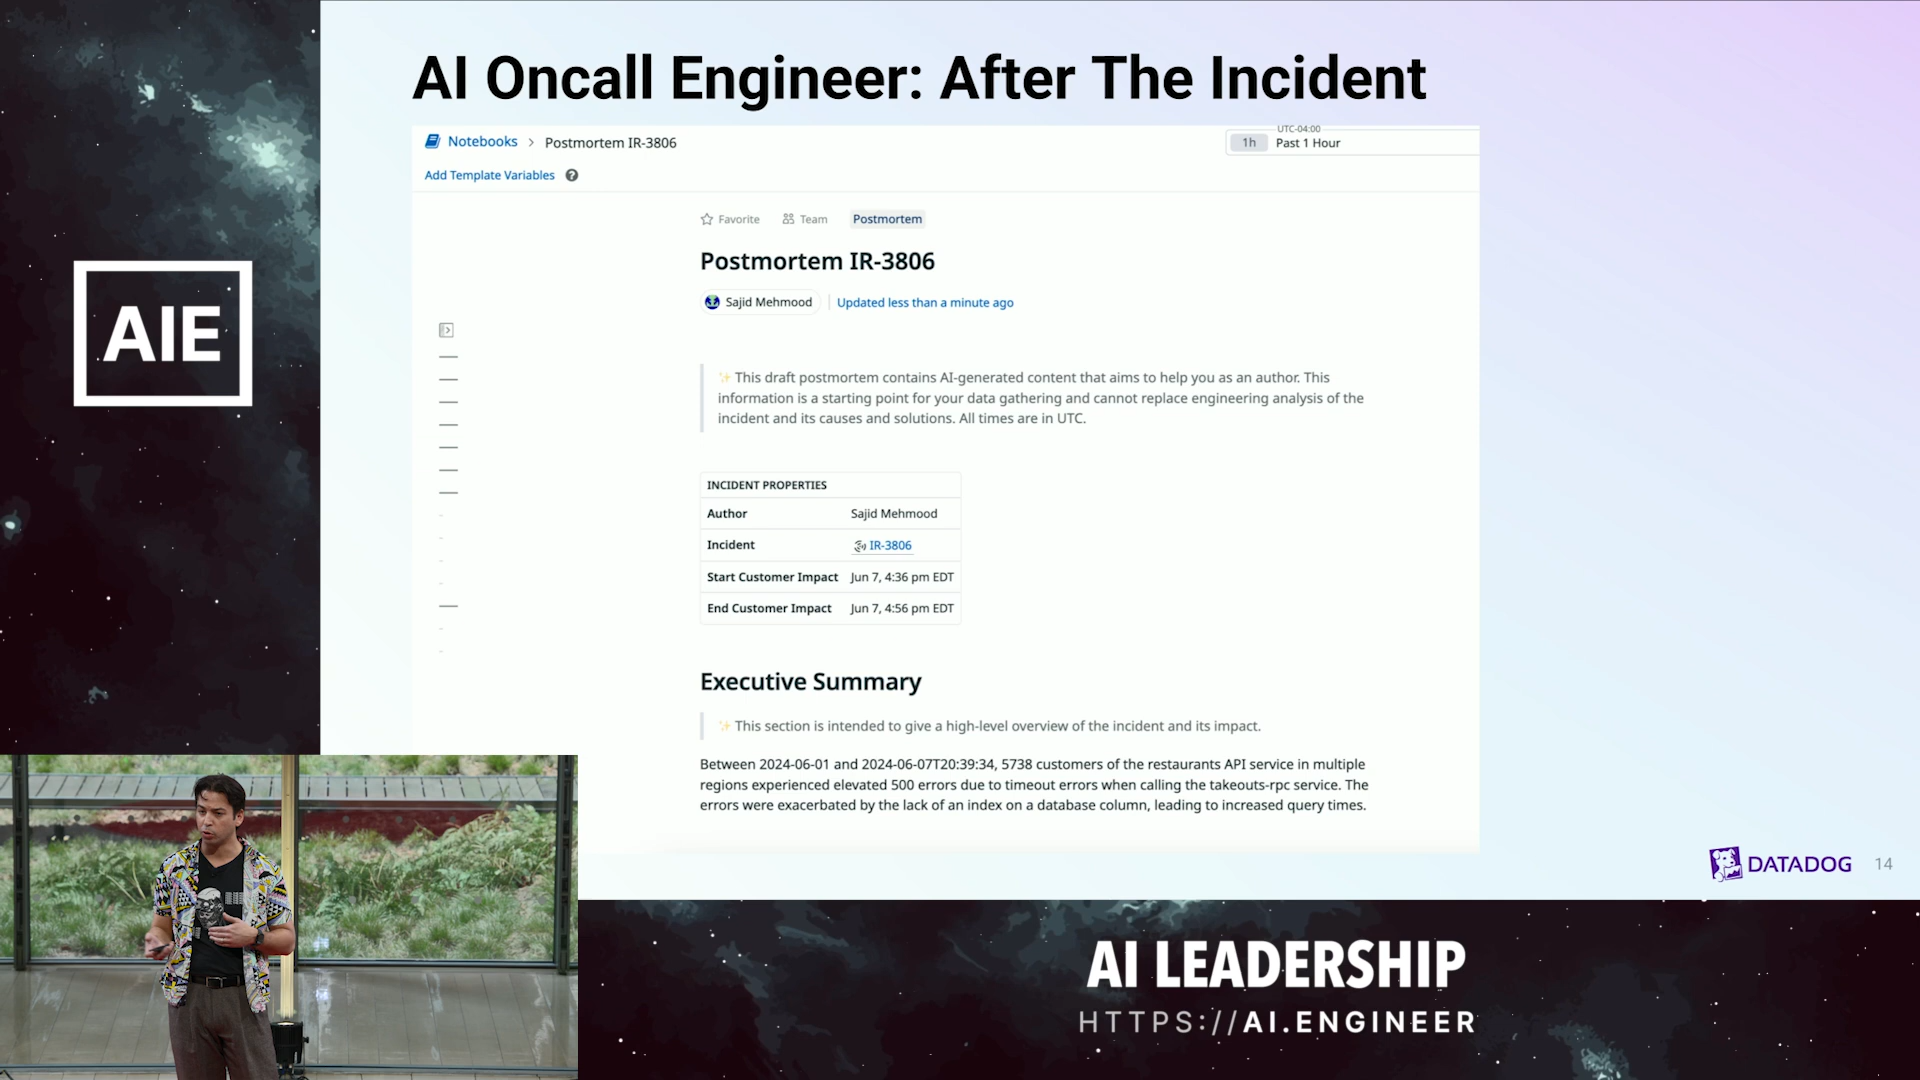 AI Oncall Engineer: After The Incident
Notebooks > Postmortem IR-3806
UTC-04:00
1h Past 1 Hour
Add Template Variables ?
Favorite Team Postmortem
Postmortem IR-3806
Sajid Mehmood Updated less than a minute ago
This draft postmortem contains AI-generated content that aims to help you as an author. This
information is a starting point for your data gathering and cannot replace engineering analysis of the
incident and its causes and solutions. All times are in UTC.
INCIDENT PROPERTIES
Author Sajid Mehmood
Incident IR-3806
Start Customer Impact Jun 7, 4:36 pm EDT
End Customer Impact Jun 7, 4:56 pm EDT
Executive Summary
This section is intended to give a high-level overview of the incident and its impact.
Between 2024-06-01 and 2024-06-07T20:39:34, 5738 customers of the restaurants API service in multiple
regions experienced elevated 500 errors due to timeout errors when calling the takeouts-rpc service. The
errors were exacerbated by the lack of an index on a database column, leading to increased query times.
DATADOG 14
AIE
AI LEADERSHIP
HTTPS://AI.ENGINEER